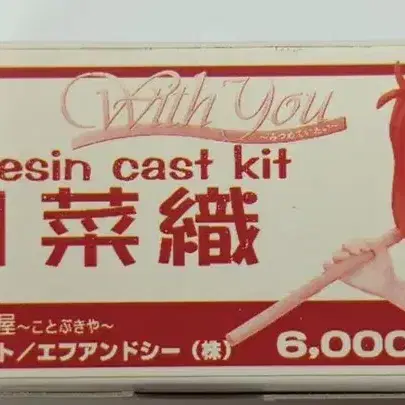 With You
～みつめていたい～
esin cast kit
菜織
屋～ことぶきや～
ト／エフアンドシー（株） 6,000